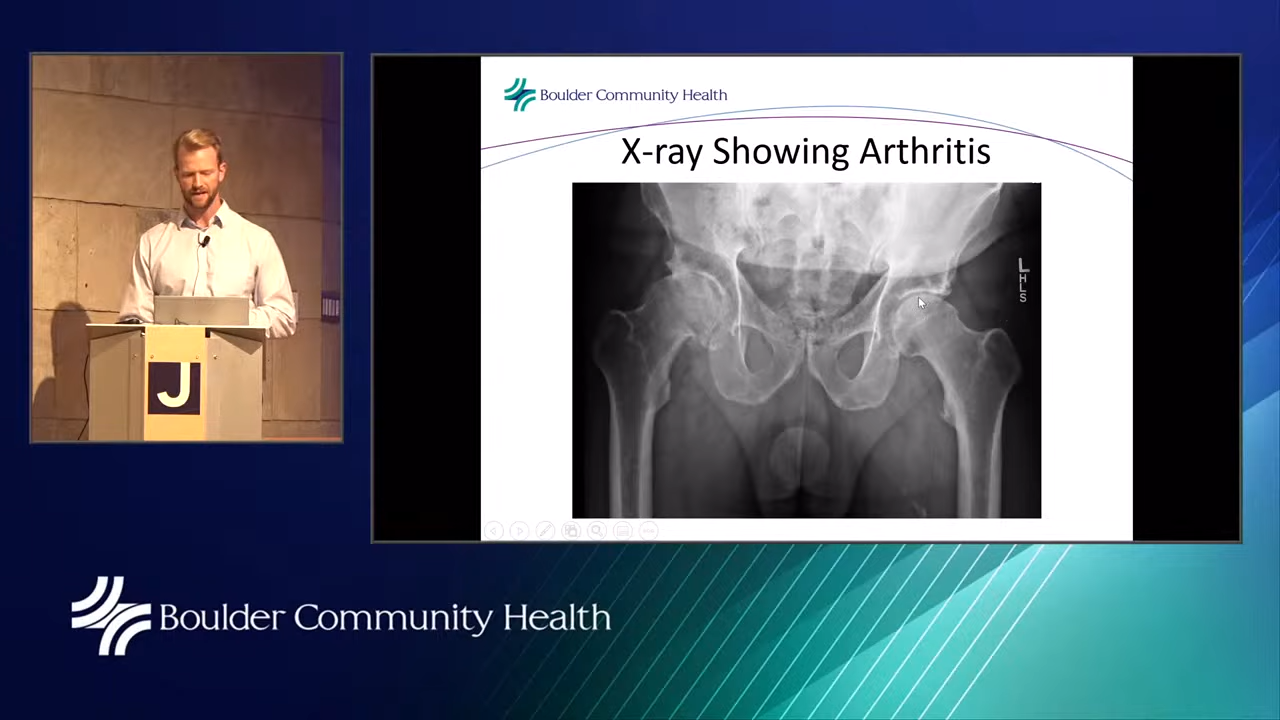 Boulder Community Health
X-ray Showing Arthritis
L
H
L
S
J
Boulder Community Health